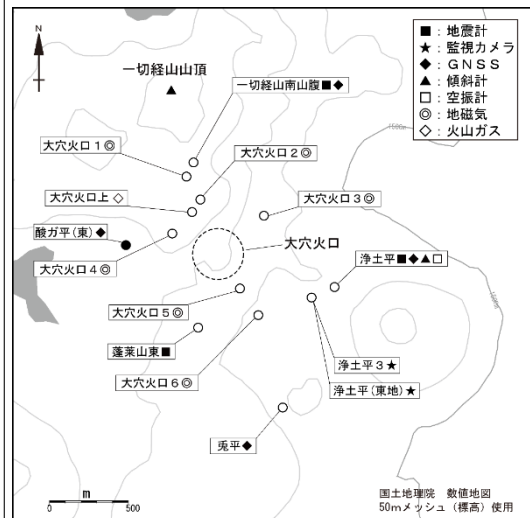 N
■：地震計
★：監視カメラ
◆：GNSS
▲：傾斜計
□：空振計
◎：地磁気
◇：火山ガス
一切経山山頂
一切経山南山腹■◆
大穴火口1◎
大穴火口2◎
大穴火口上◇
大穴火口3◎
酸ガ平(東)◆
大穴火口
大穴火口4◎
浄土平■◆▲□
大穴火口5◎
蓬莱山東■
浄土平3★
大穴火口6◎
浄土平(東地)★
兎平◆
m
0 500
国土地理院 数値地図
50mメッシュ（標高）使用
1500m